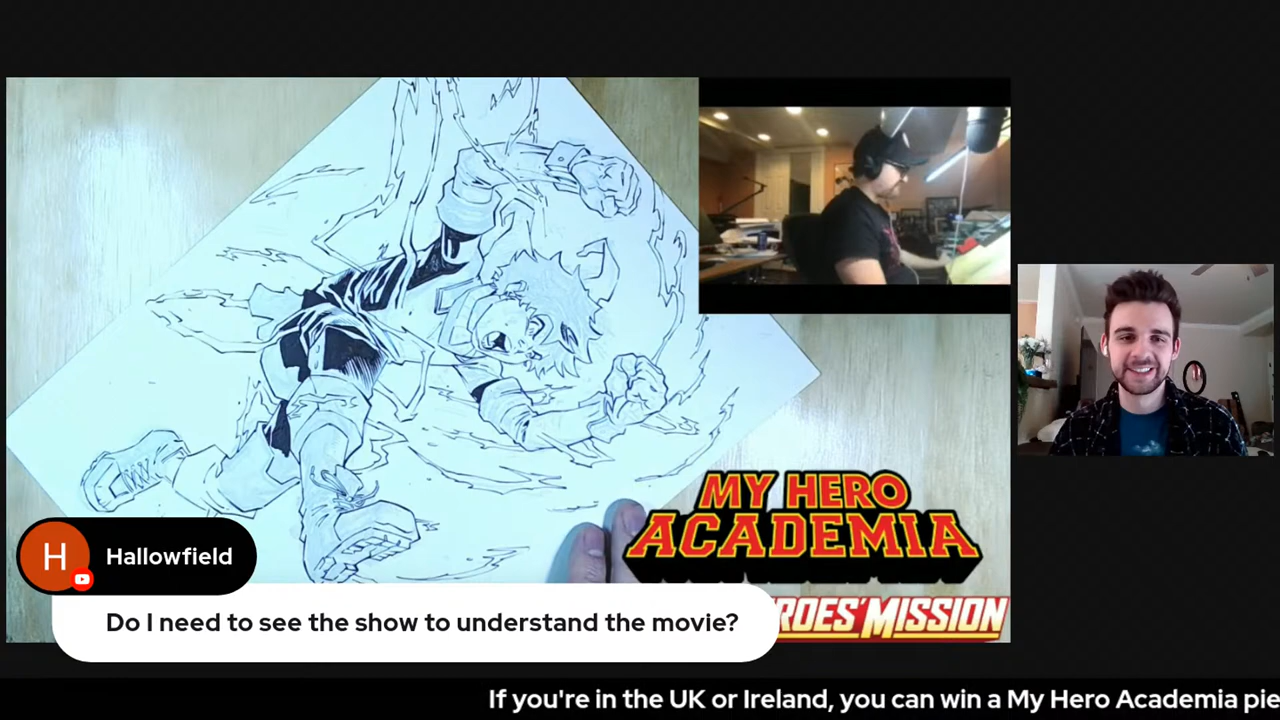 MY HERO
ACADEMIA
ROES' MISSION
H
Hallowfield
Do I need to see the show to understand the movie?
If you're in the UK or Ireland, you can win a My Hero Academia pie